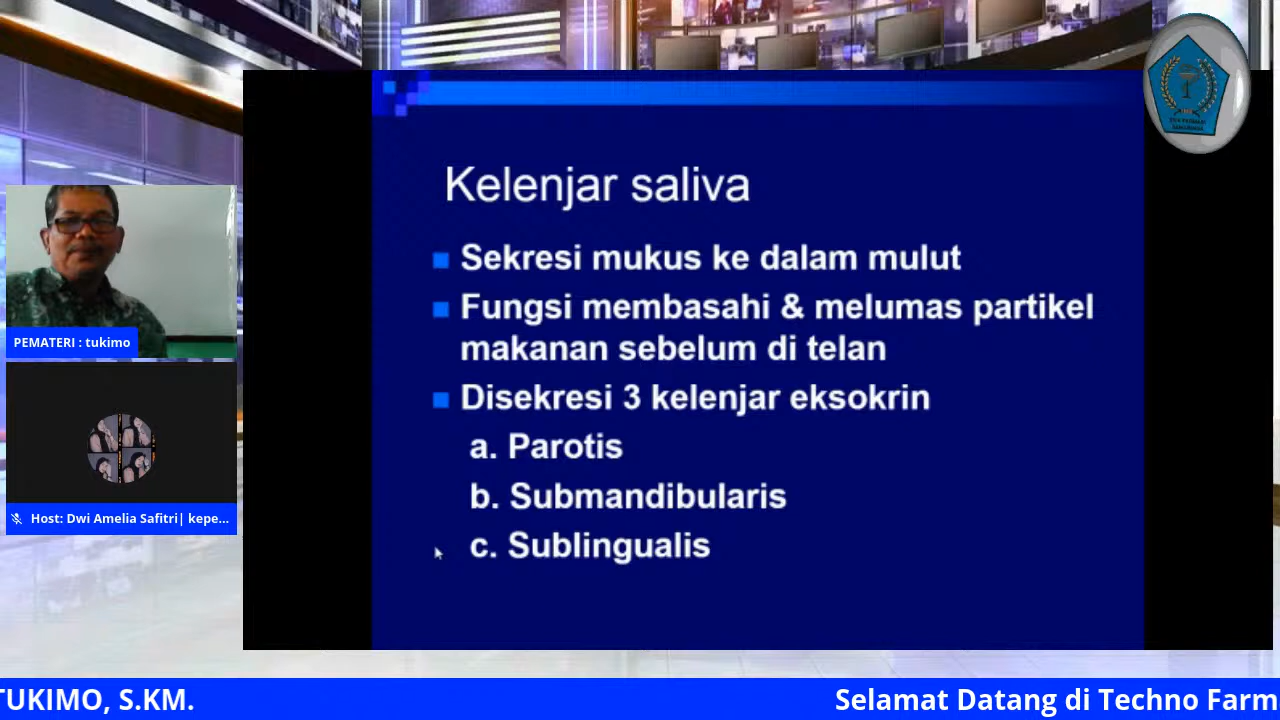 Kelenjar saliva
Sekresi mukus ke dalam mulut
Fungsi membasahi & melumas partikel
makanan sebelum di telan
Disekresi 3 kelenjar eksokrin
a. Parotis
b. Submandibularis
c. Sublingualis
PEMATERI : tukimo
Host: Dwi Amelia Safitri| kepe...
TUKIMO, S.KM.
Selamat Datang di Techno Farm